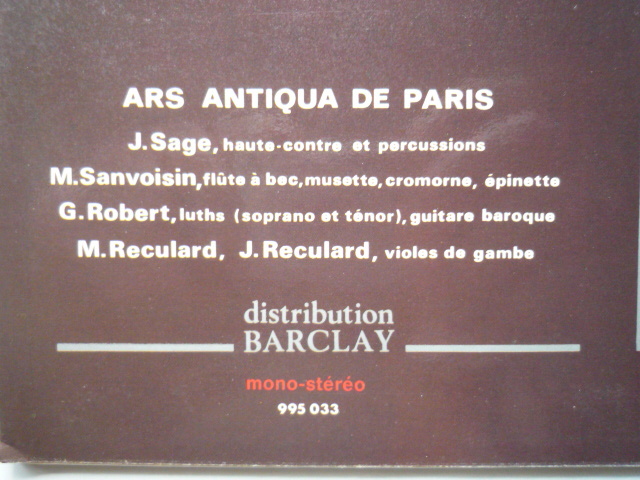 ARS ANTIQUA DE PARIS
J.Sage, haute-contre et percussions
M.Sanvoisin, flûte à bec, musette, cromorne, épinette
G.Robert, luths (soprano et ténor), guitare baroque
M.Reculard, J.Reculard, violes de gambe
distribution
BARCLAY
mono-stéréo
995 033